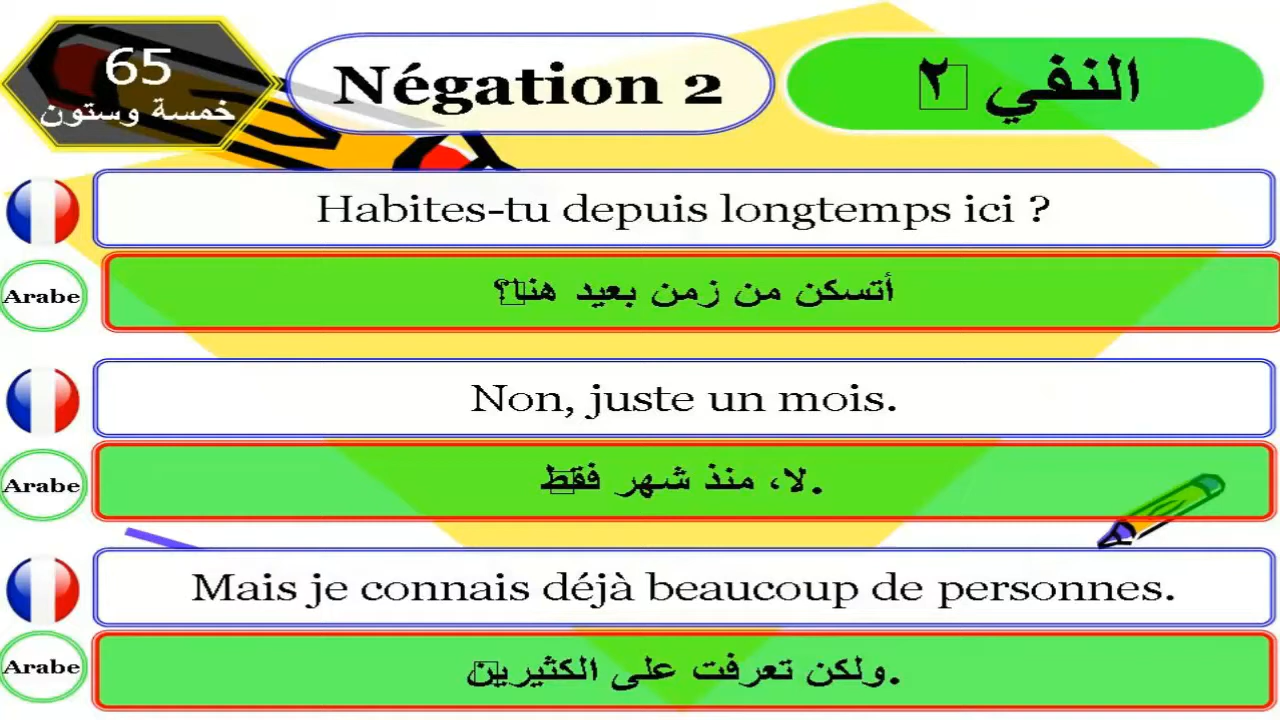 65
خمسة وستون
Négation 2
النفي ٢
Habites-tu depuis longtemps ici ?
Arabe
أتسكن من زمن بعيد هنا؟
Non, juste un mois.
Arabe
لا، منذ شهر فقط.
Mais je connais déjà beaucoup de personnes.
Arabe
ولكن تعرفت على الكثيرين.